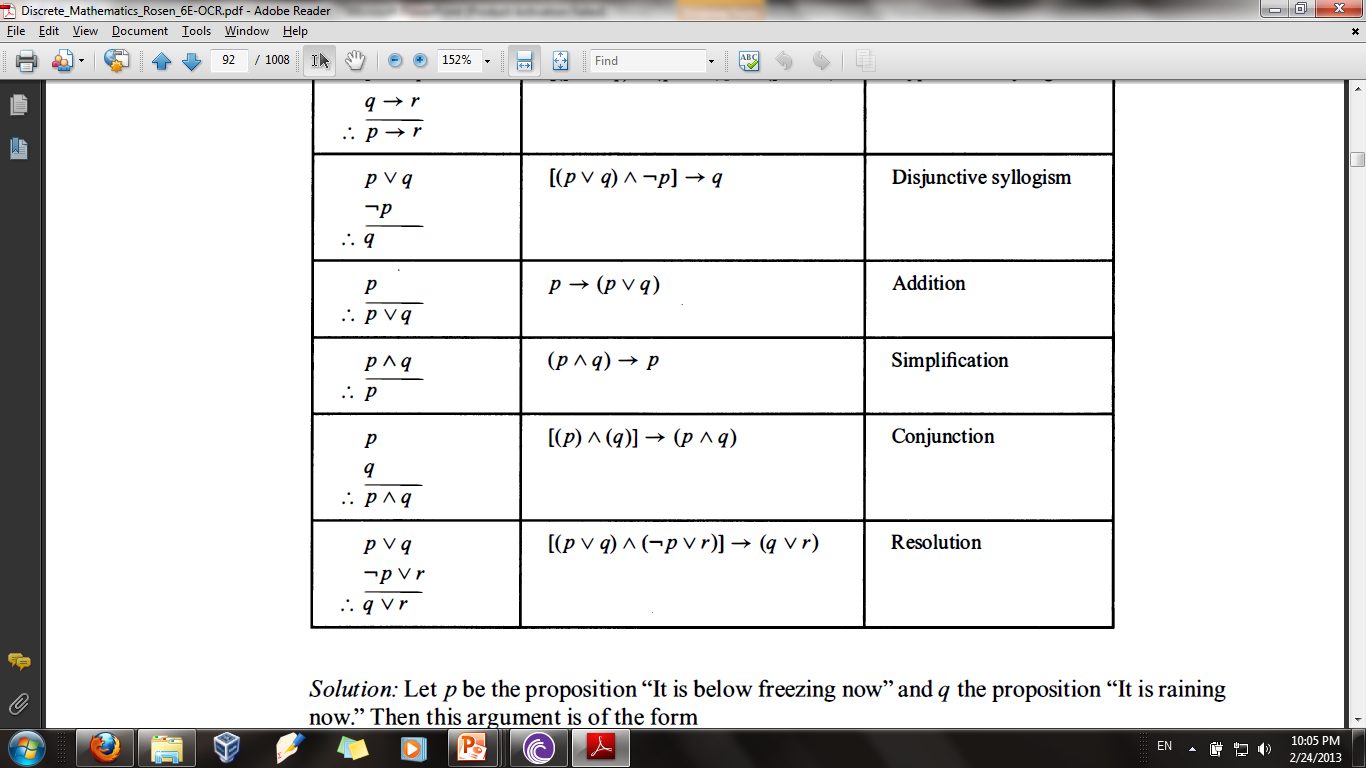 Discrete_Mathematics_Rosen_6E-OCR.pdf - Adobe Reader
File Edit View Document Tools Window Help
92 / 1008 152% Find
q → r
∴ p → r
p ∨ q [(p ∨ q) ∧ ¬p] → q Disjunctive syllogism
¬p
∴ q
p p → (p ∨ q) Addition
∴ p ∨ q
p ∧ q (p ∧ q) → p Simplification
∴ p
p [(p) ∧ (q)] → (p ∧ q) Conjunction
q
∴ p ∧ q
p ∨ q [(p ∨ q) ∧ (¬p ∨ r)] → (q ∨ r) Resolution
¬p ∨ r
∴ q ∨ r
Solution: Let p be the proposition “It is below freezing now” and q the proposition “It is raining
now.” Then this argument is of the form
EN 10:05 PM
2/24/2013